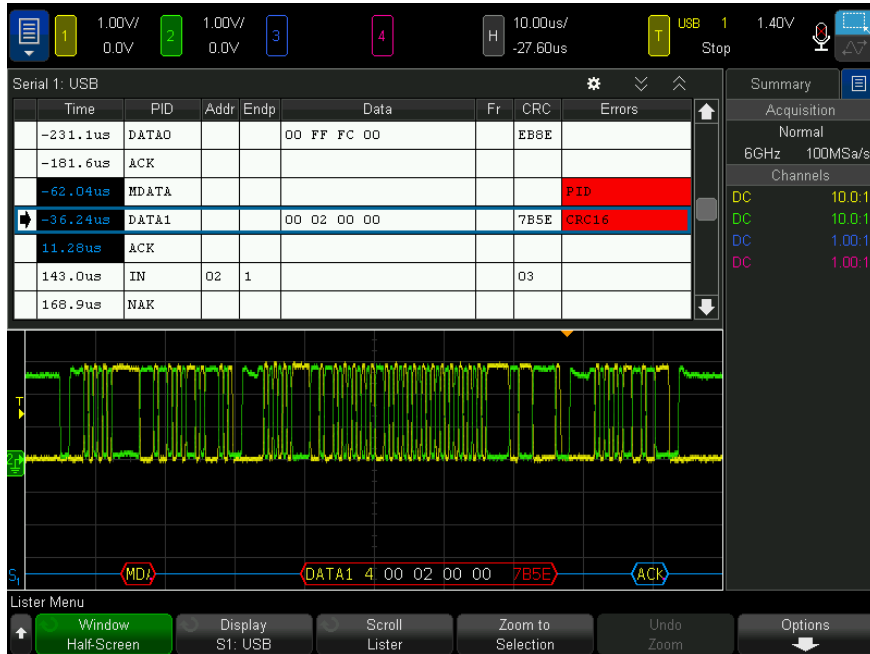 1 1.00V/ 2 1.00V/ 3 4 H 10.00us/ T USB 1 1.40V
0.0V 0.0V -27.60us Stop
Serial 1: USB
Time PID Addr Endp Data Fr CRC Errors
-231.1us DATA0 00 FF FC 00 EB8E
-181.6us ACK
-62.04us MDATA PID
-36.24us DATA1 00 02 00 00 7B5E CRC16
11.28us ACK
143.0us IN 02 1 03
168.9us NAK
Summary
Acquisition
Normal
6GHz 100MSa/s
Channels
DC 10.0:1
DC 10.0:1
DC 1.00:1
DC 1.00:1
T
2
S1 MDA DATA1 4 00 02 00 00 7B5E ACK
Lister Menu
Window Display Scroll Zoom to Undo Options
Half-Screen S1: USB Lister Selection Zoom